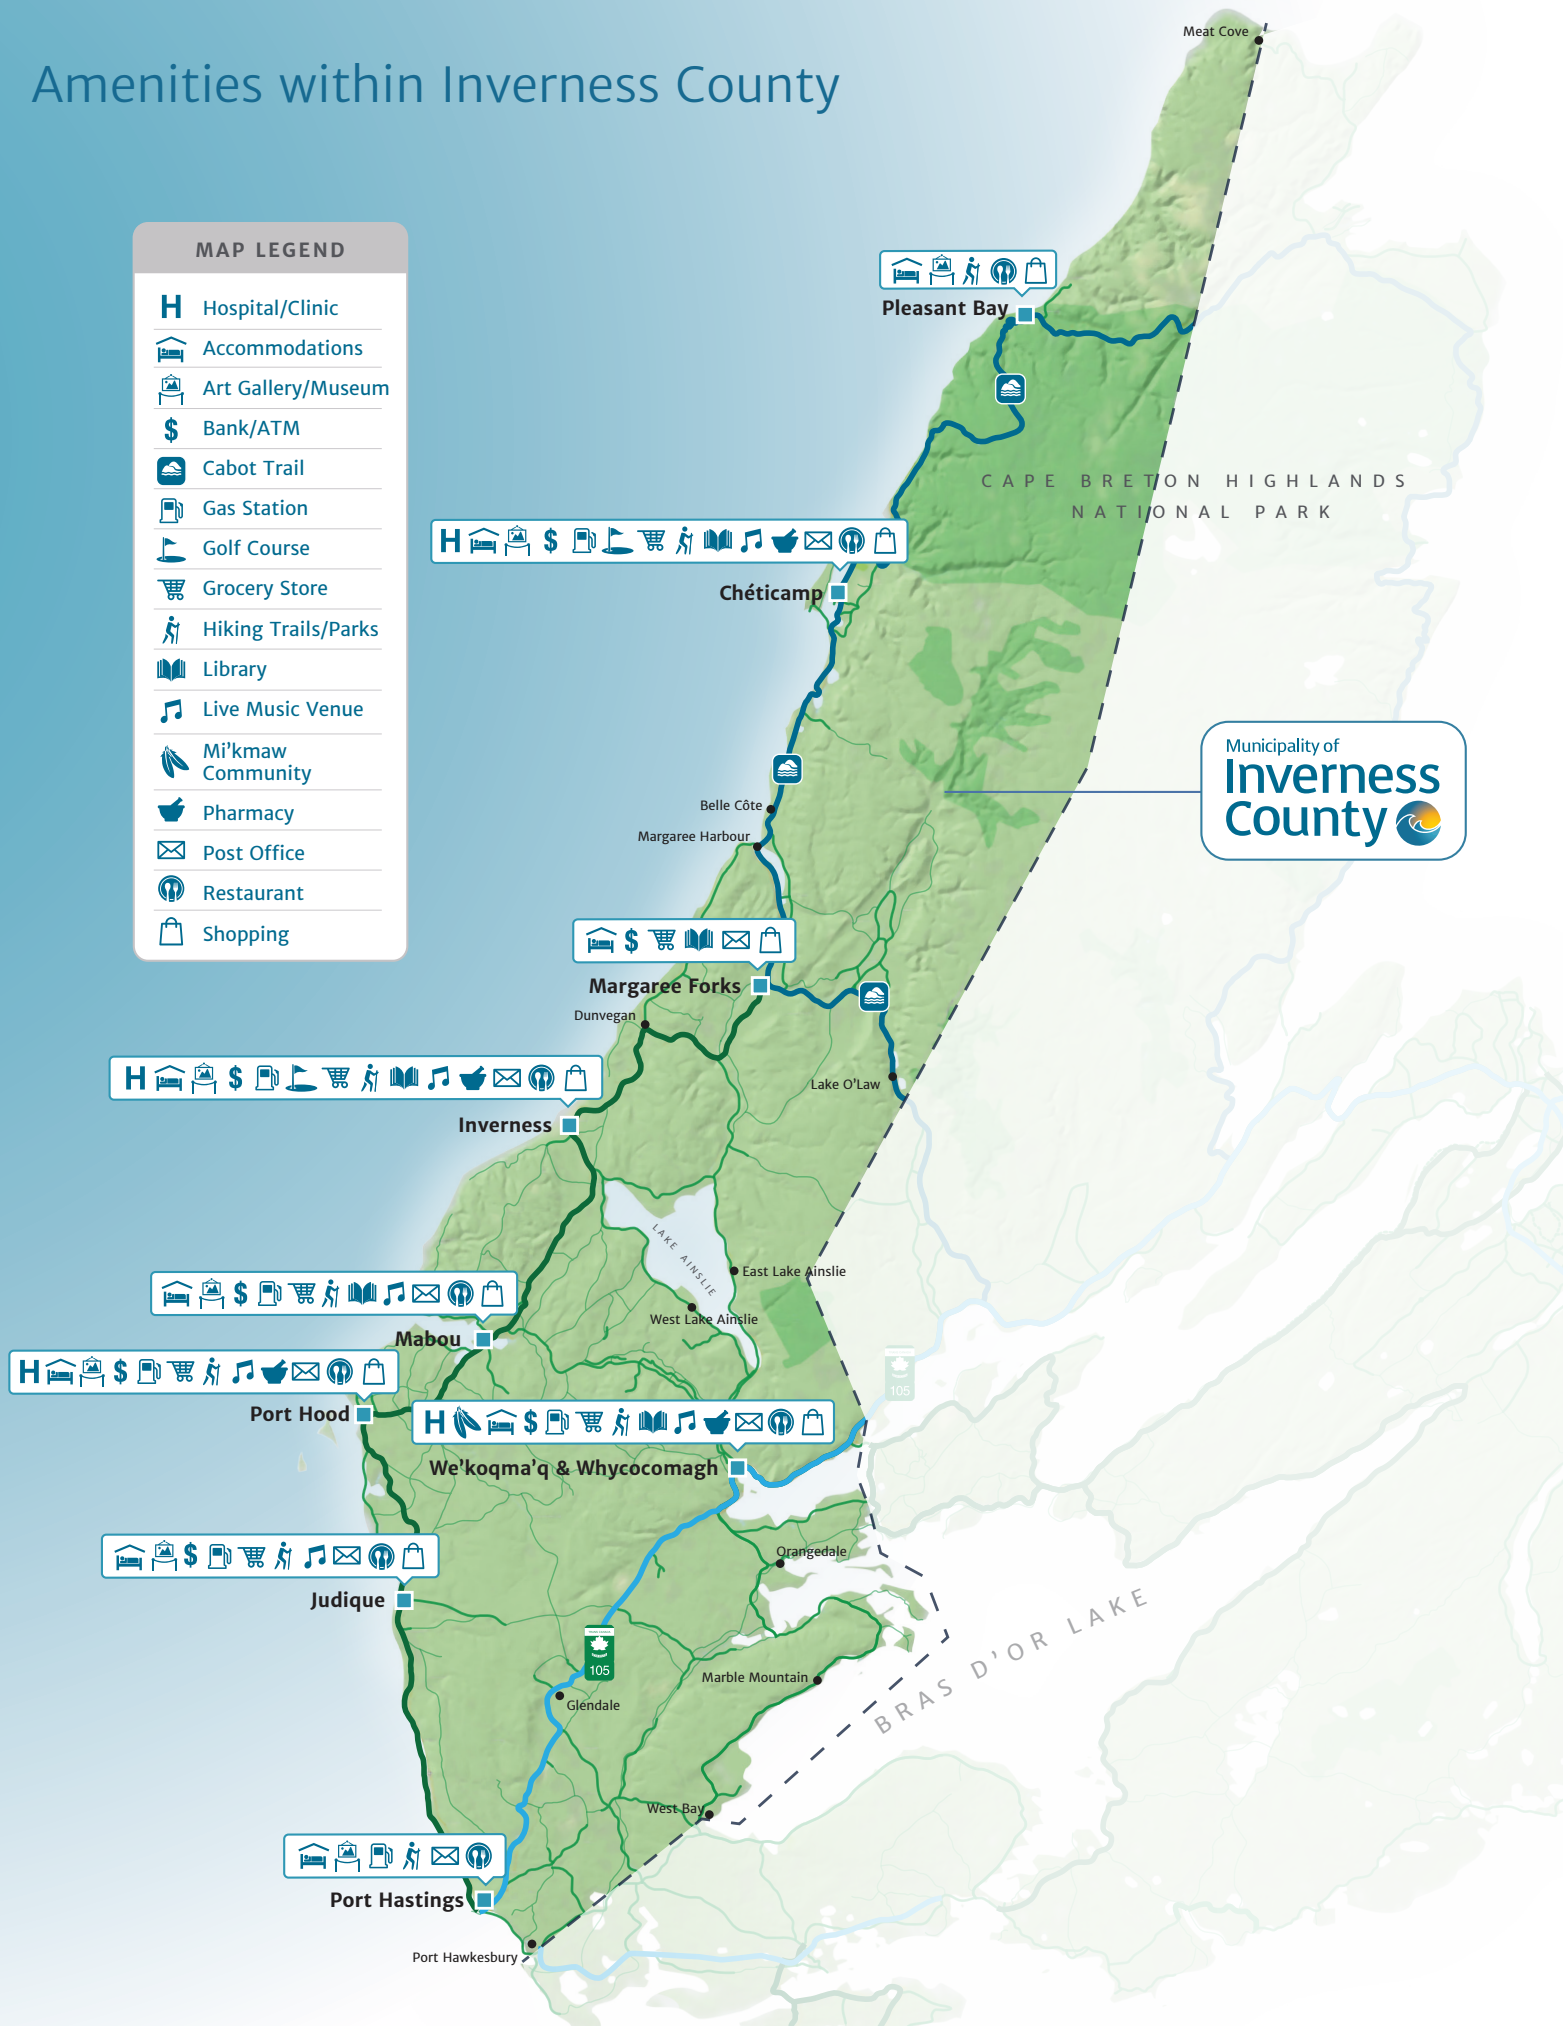 Amenities within Inverness County
Meat Cove
MAP LEGEND
H Hospital/Clinic
Accommodations
Art Gallery/Museum
$ Bank/ATM
Cabot Trail
Gas Station
Golf Course
Grocery Store
Hiking Trails/Parks
Library
Live Music Venue
Mi'kmaw
Community
Pharmacy
Post Office
Restaurant
Shopping
Pleasant Bay
CAPE BRETON HIGHLANDS
NATIONAL PARK
H $
Chéticamp
Municipality of
Inverness
County
Belle Côte
Margaree Harbour
$
Margaree Forks
Dunvegan
Lake O'Law
H $
Inverness
LAKE AINSLIE
East Lake Ainslie
West Lake Ainslie
$
Mabou
H $
Port Hood
105
H $
We'koqma'q & Whycocomagh
$
Judique
Orangedale
BRAS D'OR LAKE
105
Marble Mountain
Glendale
West Bay
Port Hastings
Port Hawkesbury